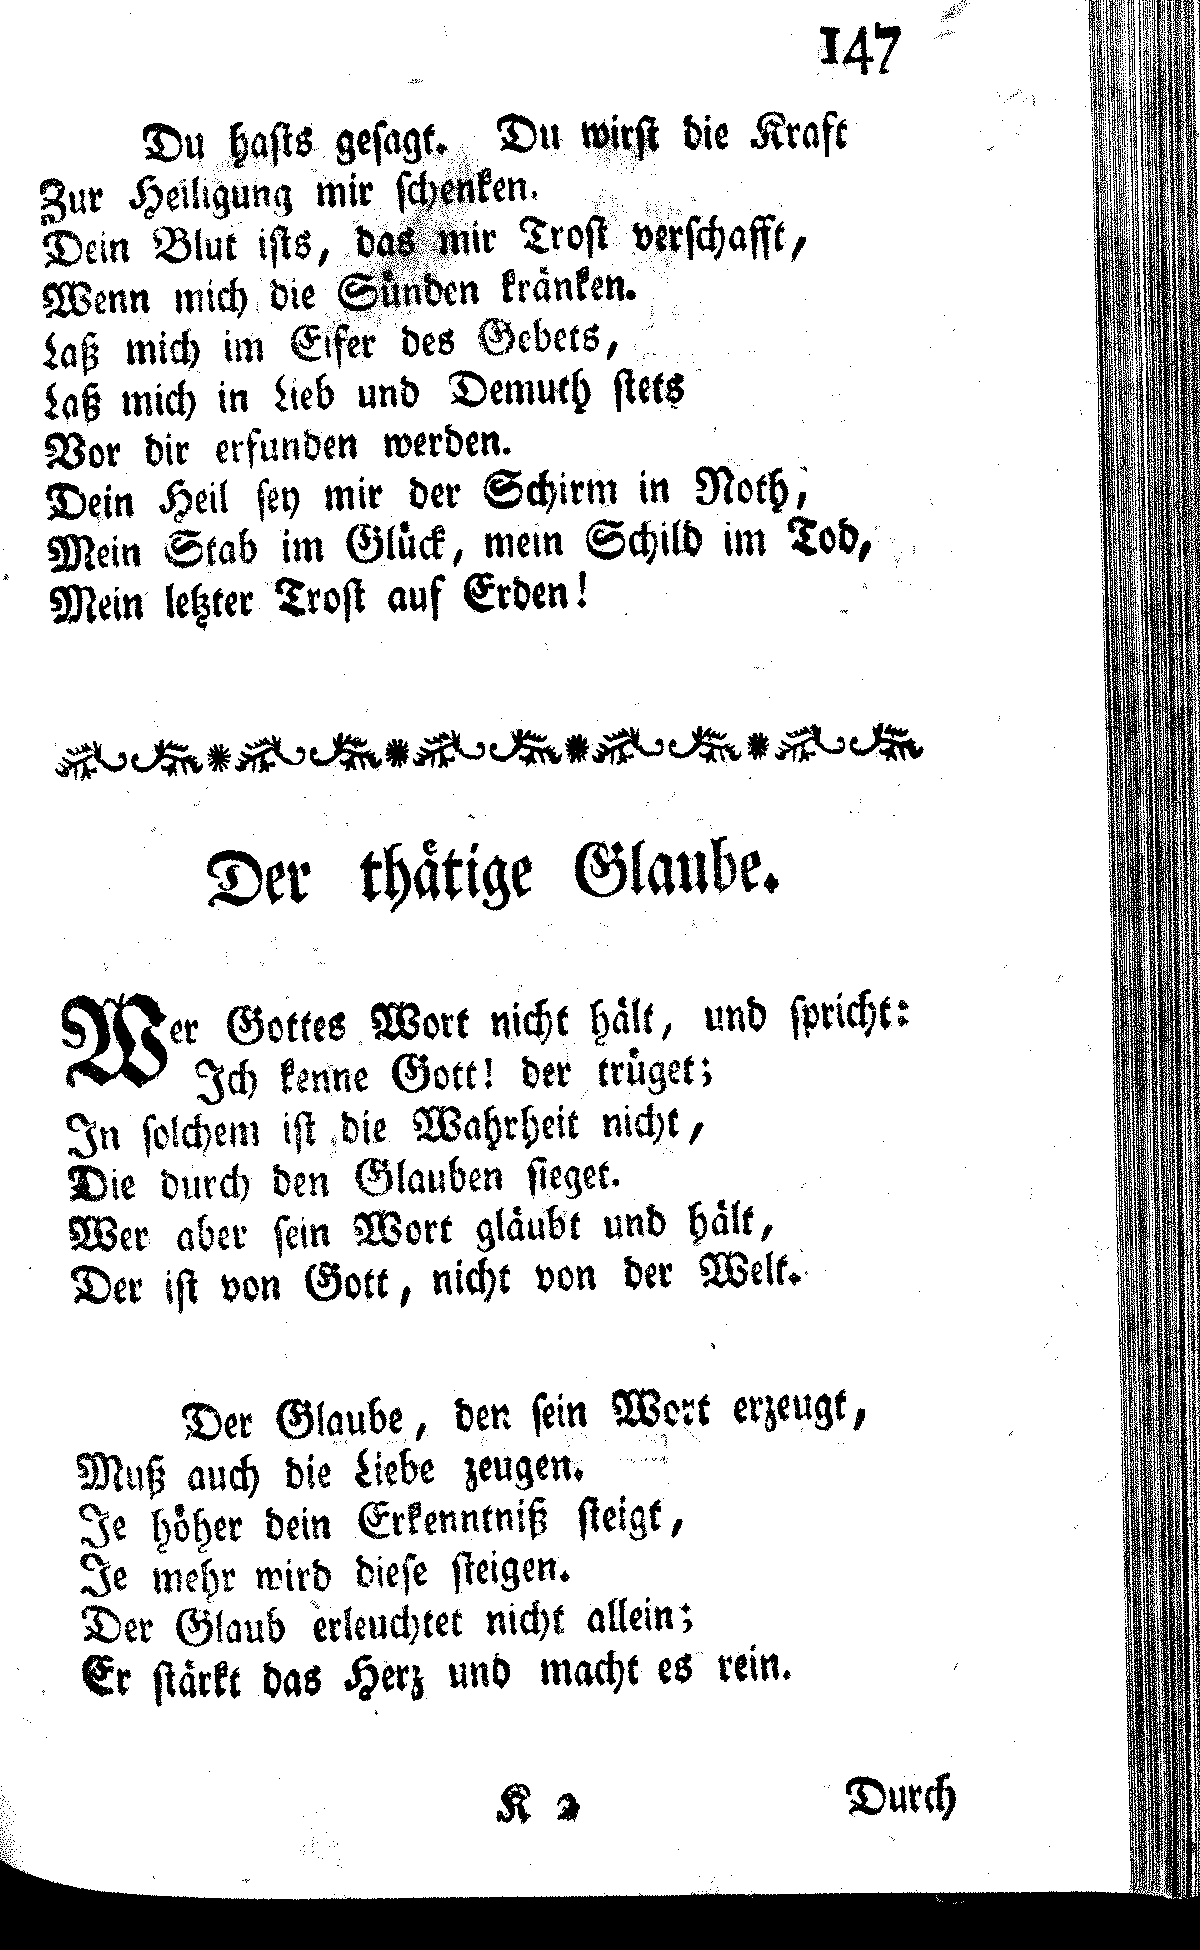 147
Du hasts gesagt. Du wirst die Kraft
Zur Heiligung mir schenken.
Dein Blut ists, das mir Trost verschafft,
Wenn mich die Sünden kränken.
Laß mich im Eifer des Gebets,
Laß mich in Lieb und Demuth stets
Vor dir erfunden werden.
Dein Heil sey mir der Schirm in Noth,
Mein Stab im Glück, mein Schild im Tod,
Mein letzter Trost auf Erden!
Der thätige Glaube.
Wer Gottes Wort nicht hält, und spricht:
Ich kenne Gott! der trüget;
In solchem ist die Wahrheit nicht,
Die durch den Glauben sieget.
Wer aber sein Wort gläubt und hält,
Der ist von Gott, nicht von der Welt.
Der Glaube, den sein Wort erzeugt,
Muß auch die Liebe zeugen.
Je höher dein Erkenntniß steigt,
Je mehr wird diese steigen.
Der Glaub erleuchtet nicht allein;
Er stärkt das Herz und macht es rein.
K 2
Durch